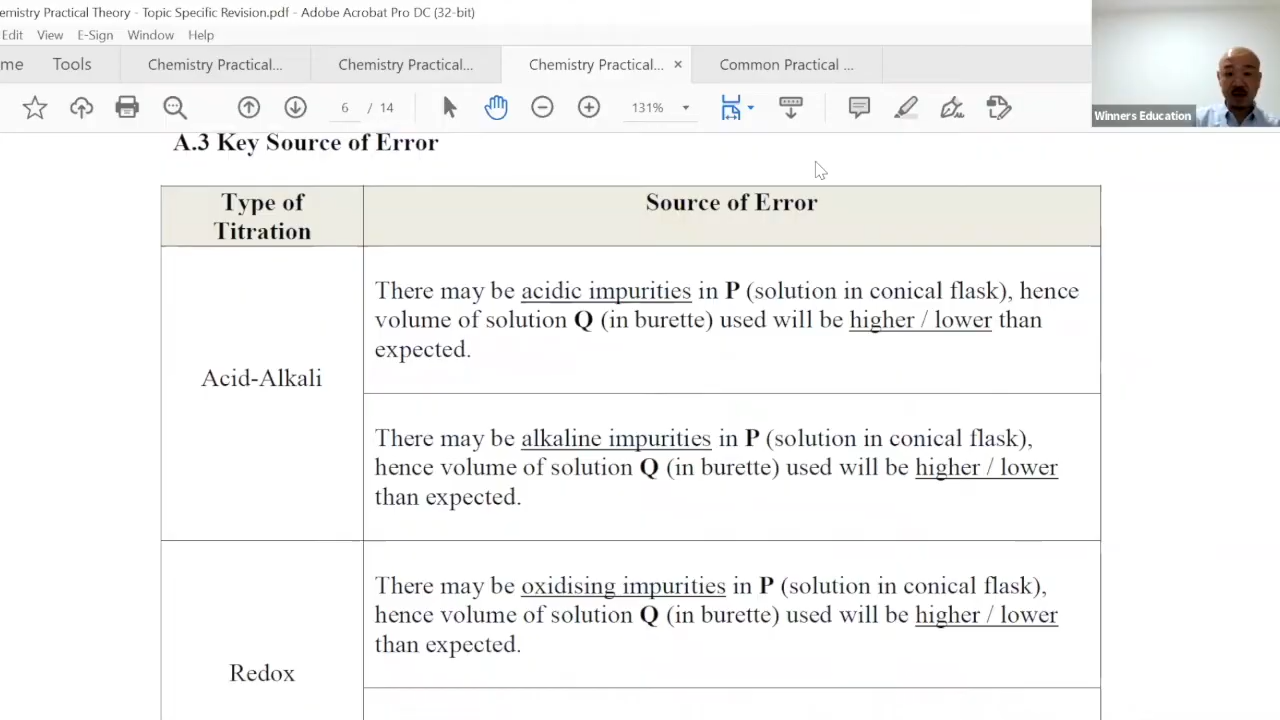 emistry Practical Theory - Topic Specific Revision.pdf - Adobe Acrobat Pro DC (32-bit)
Edit View E-Sign Window Help
me Tools Chemistry Practical... Chemistry Practical... Chemistry Practical... × Common Practical ...
6 / 14 131%
Winners Education
A.3 Key Source of Error
Type of
Titration
Source of Error
Acid-Alkali
There may be acidic impurities in P (solution in conical flask), hence
volume of solution Q (in burette) used will be higher / lower than
expected.
There may be alkaline impurities in P (solution in conical flask),
hence volume of solution Q (in burette) used will be higher / lower
than expected.
Redox
There may be oxidising impurities in P (solution in conical flask),
hence volume of solution Q (in burette) used will be higher / lower
than expected.